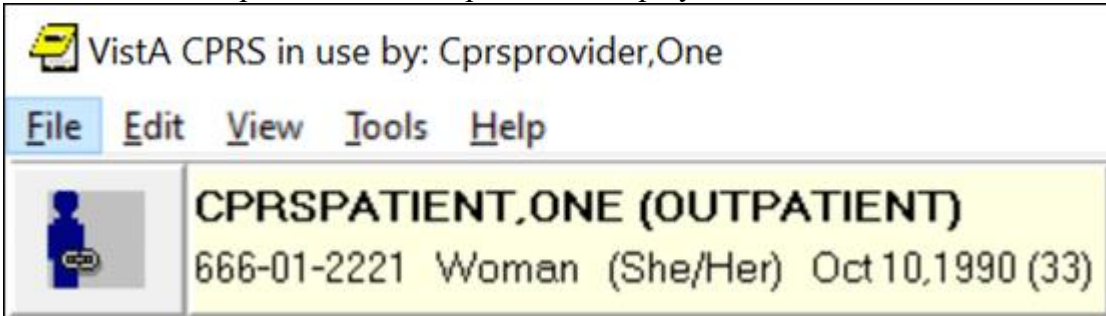 VistA CPRS in use by: Cprsprovider,One
File Edit View Tools Help
CPRSPATIENT,ONE (OUTPATIENT)
666-01-2221 Woman (She/Her) Oct 10,1990 (33)